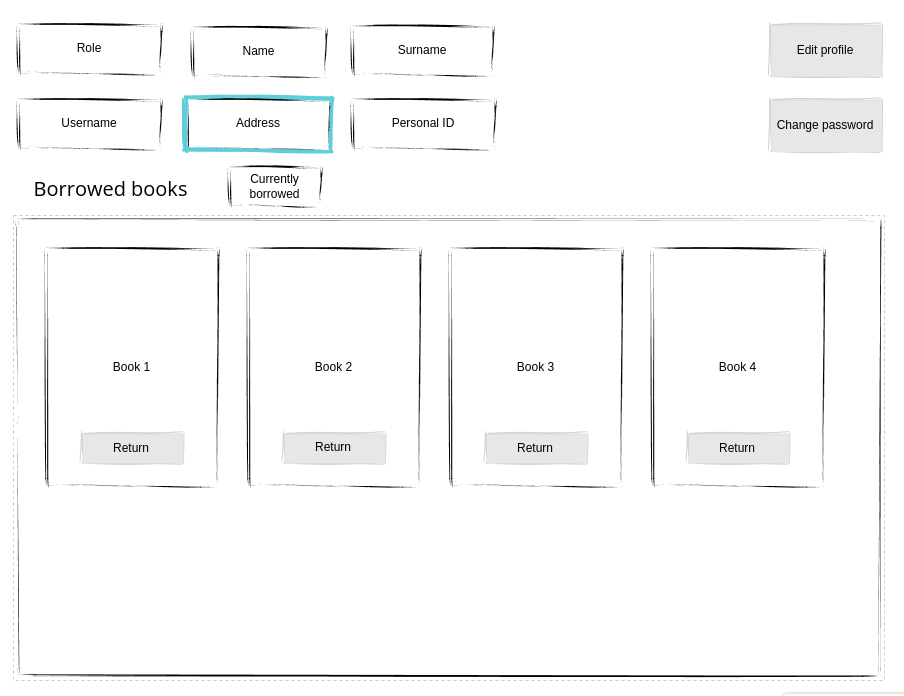 Role
Name
Surname
Edit profile
Username
Address
Personal ID
Change password
Borrowed books
Currently
borrowed
Book 1
Book 2
Book 3
Book 4
Return
Return
Return
Return